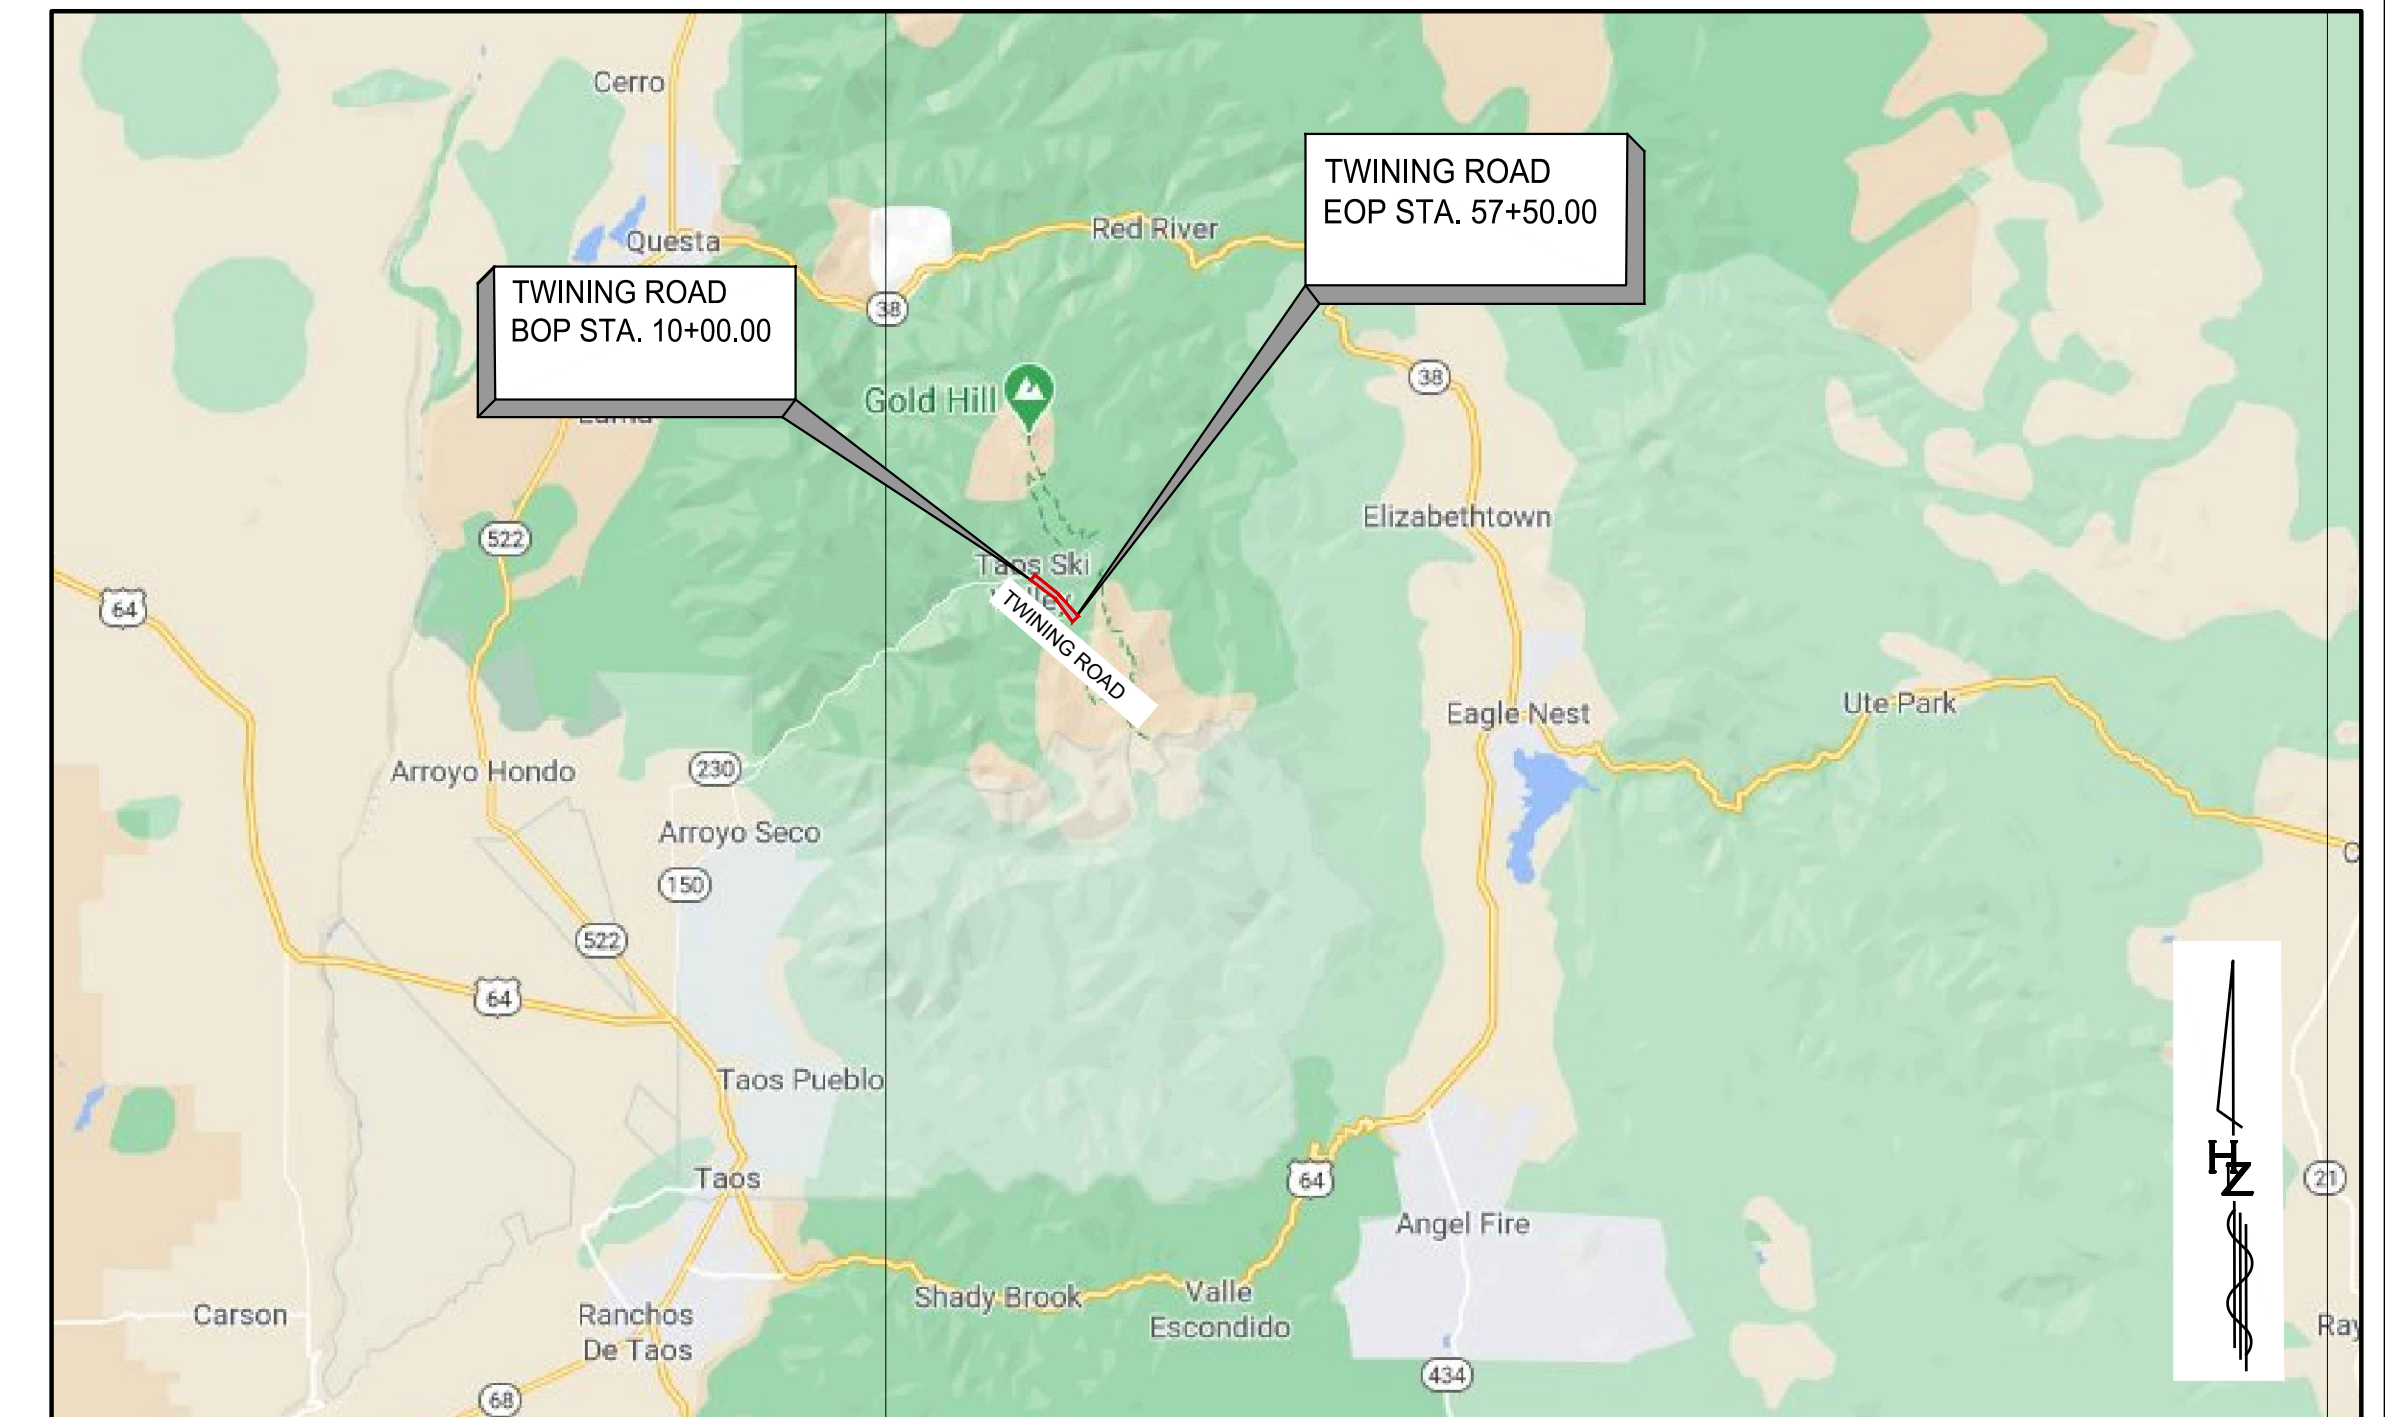 Cerro
TWINING ROAD
EOP STA. 57+50.00
Red River
Questa
TWINING ROAD
BOP STA. 10+00.00
38
38
Gold Hill
Elizabethtown
522
Taos Ski
64
TWINING ROAD
Eagle Nest
Ute Park
Arroyo Hondo
230
Arroyo Seco
150
522
64
Taos Pueblo
Taos
64
21
Angel Fire
Shady Brook
Valle
Escondido
Carson
Ranchos
De Taos
Ray
434
68